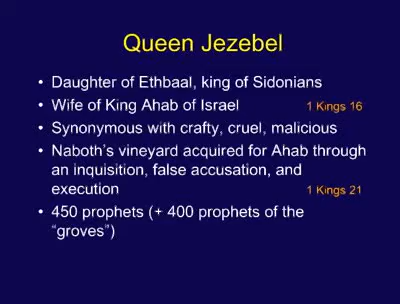 Queen Jezebel
• Daughter of Ethbaal, king of Sidonians
• Wife of King Ahab of Israel 1 Kings 16
• Synonymous with crafty, cruel, malicious
• Naboth's vineyard acquired for Ahab through
an inquisition, false accusation, and
execution 1 Kings 21
• 450 prophets (+ 400 prophets of the
"groves")